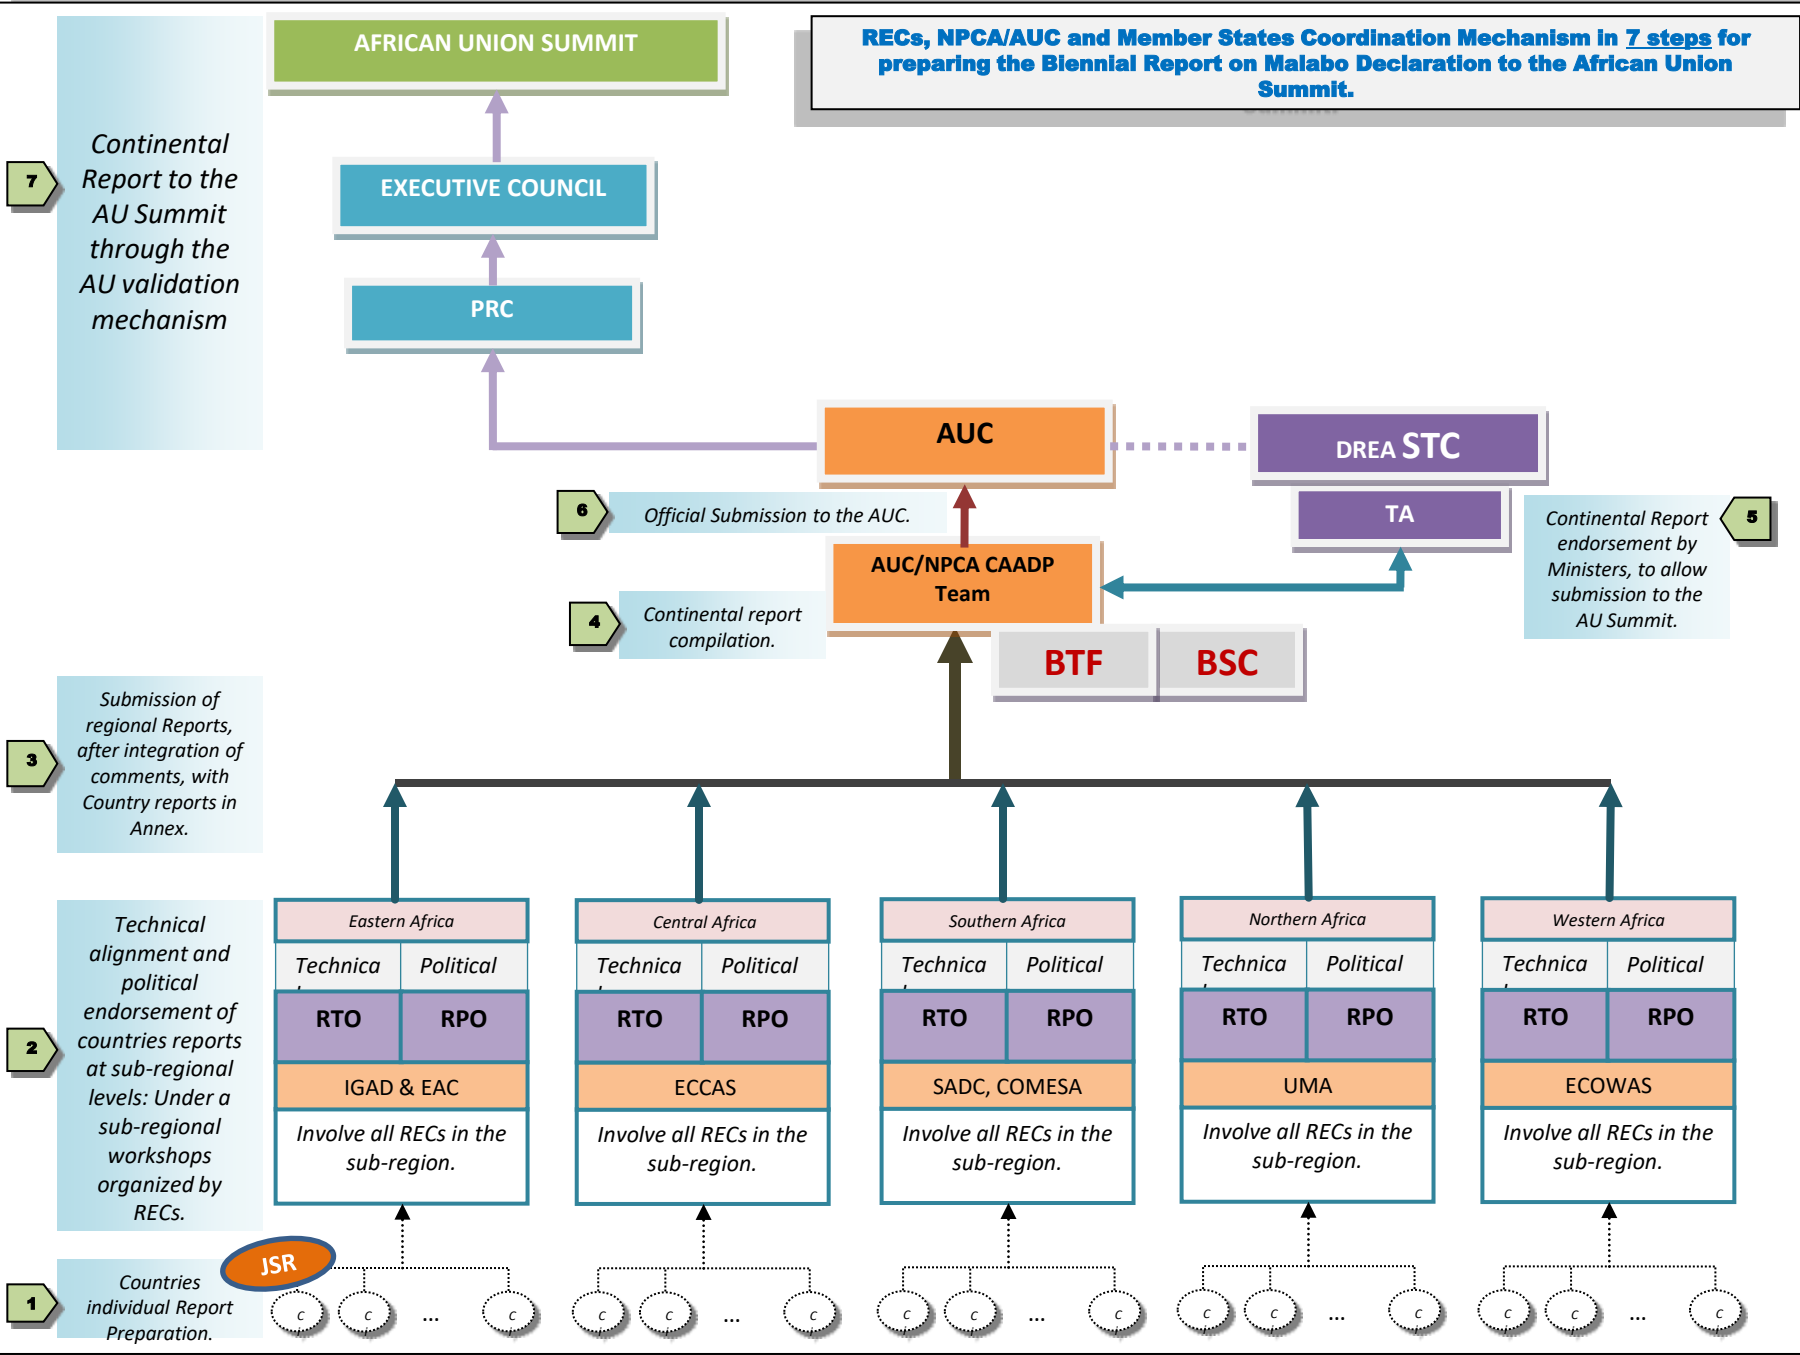 AFRICAN UNION SUMMIT
RECs, NPCA/AUC and Member States Coordination Mechanism in 7 steps for
preparing the Biennial Report on Malabo Declaration to the African Union
Summit.
7
Continental
Report to the
AU Summit
through the
AU validation
mechanism
EXECUTIVE COUNCIL
PRC
AUC
DREA STC
TA
6
Official Submission to the AUC.
5
Continental Report
endorsement by
Ministers, to allow
submission to the
AU Summit.
AUC/NPCA CAADP
Team
4
Continental report
compilation.
BTF
BSC
3
Submission of
regional Reports,
after integration of
comments, with
Country reports in
Annex.
2
Technical
alignment and
political
endorsement of
countries reports
at sub-regional
levels: Under a
sub-regional
workshops
organized by
RECs.
Eastern Africa
Technica
Political
RTO
RPO
IGAD & EAC
Involve all RECs in the
sub-region.
Central Africa
Technica
Political
RTO
RPO
ECCAS
Involve all RECs in the
sub-region.
Southern Africa
Technica
Political
RTO
RPO
SADC, COMESA
Involve all RECs in the
sub-region.
Northern Africa
Technica
Political
RTO
RPO
UMA
Involve all RECs in the
sub-region.
Western Africa
Technica
Political
RTO
RPO
ECOWAS
Involve all RECs in the
sub-region.
JSR
1
Countries
individual Report
Preparation.
c c ... c
c c ... c
c c ... c
c c ... c
c c ... c